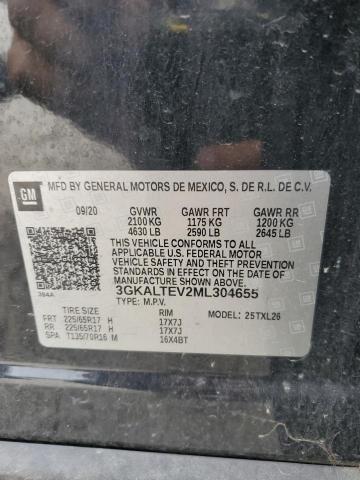 GM
MFD BY GENERAL MOTORS DE MEXICO, S. DE R.L. DE C.V.
09/20 GVWR GAWR FRT GAWR RR
2100 KG 1175 KG 1200 KG
4630 LB 2590 LB 2645 LB
THIS VEHICLE CONFORMS TO ALL
APPLICABLE U.S. FEDERAL MOTOR
VEHICLE SAFETY AND THEFT PREVENTION
STANDARDS IN EFFECT ON THE DATE OF
MANUFACTURE SHOWN ABOVE.
394A 3GKALTEV2ML304655
TYPE: M.P.V.
TIRE SIZE RIM MODEL: 25TXL26
FRT 225/65R17 H 17X7J
RR 225/65R17 H 17X7J
SPA T135/70R16 M 16X4BT